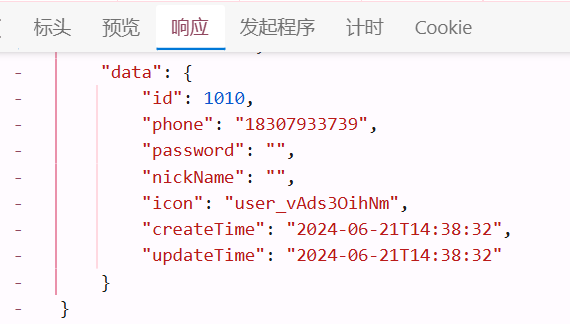 标头 预览 响应 发起程序 计时 Cookie
- "data": {
- "id": 1010,
- "phone": "18307933739",
- "password": "",
- "nickName": "",
- "icon": "user_vAds3OihNm",
- "createTime": "2024-06-21T14:38:32",
- "updateTime": "2024-06-21T14:38:32"
- }
- }